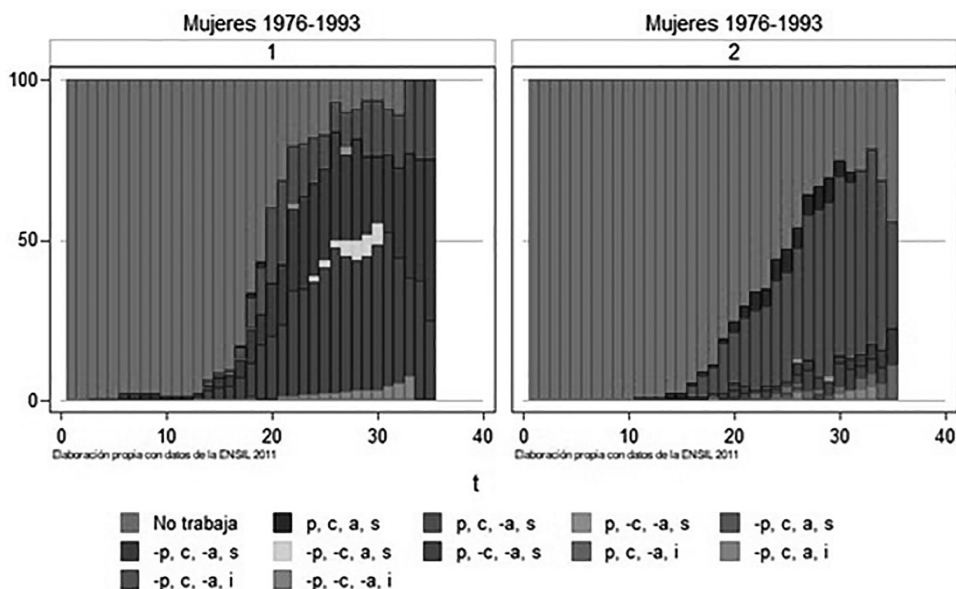 Mujeres 1976-1993
Mujeres 1976-1993
1
2
100
50
0
0 10 20 30 40
0 10 20 30 40
Elaboración propia con datos de la ENSIL 2011
Elaboración propia con datos de la ENSIL 2011
t
No trabaja
p, c, a, s
p, c, -a, s
p, -c, -a, s
-p, c, a, s
-p, c, -a, s
-p, -c, a, s
p, -c, -a, s
p, c, -a, i
-p, c, a, i
-p, c, -a, i
-p, -c, -a, i